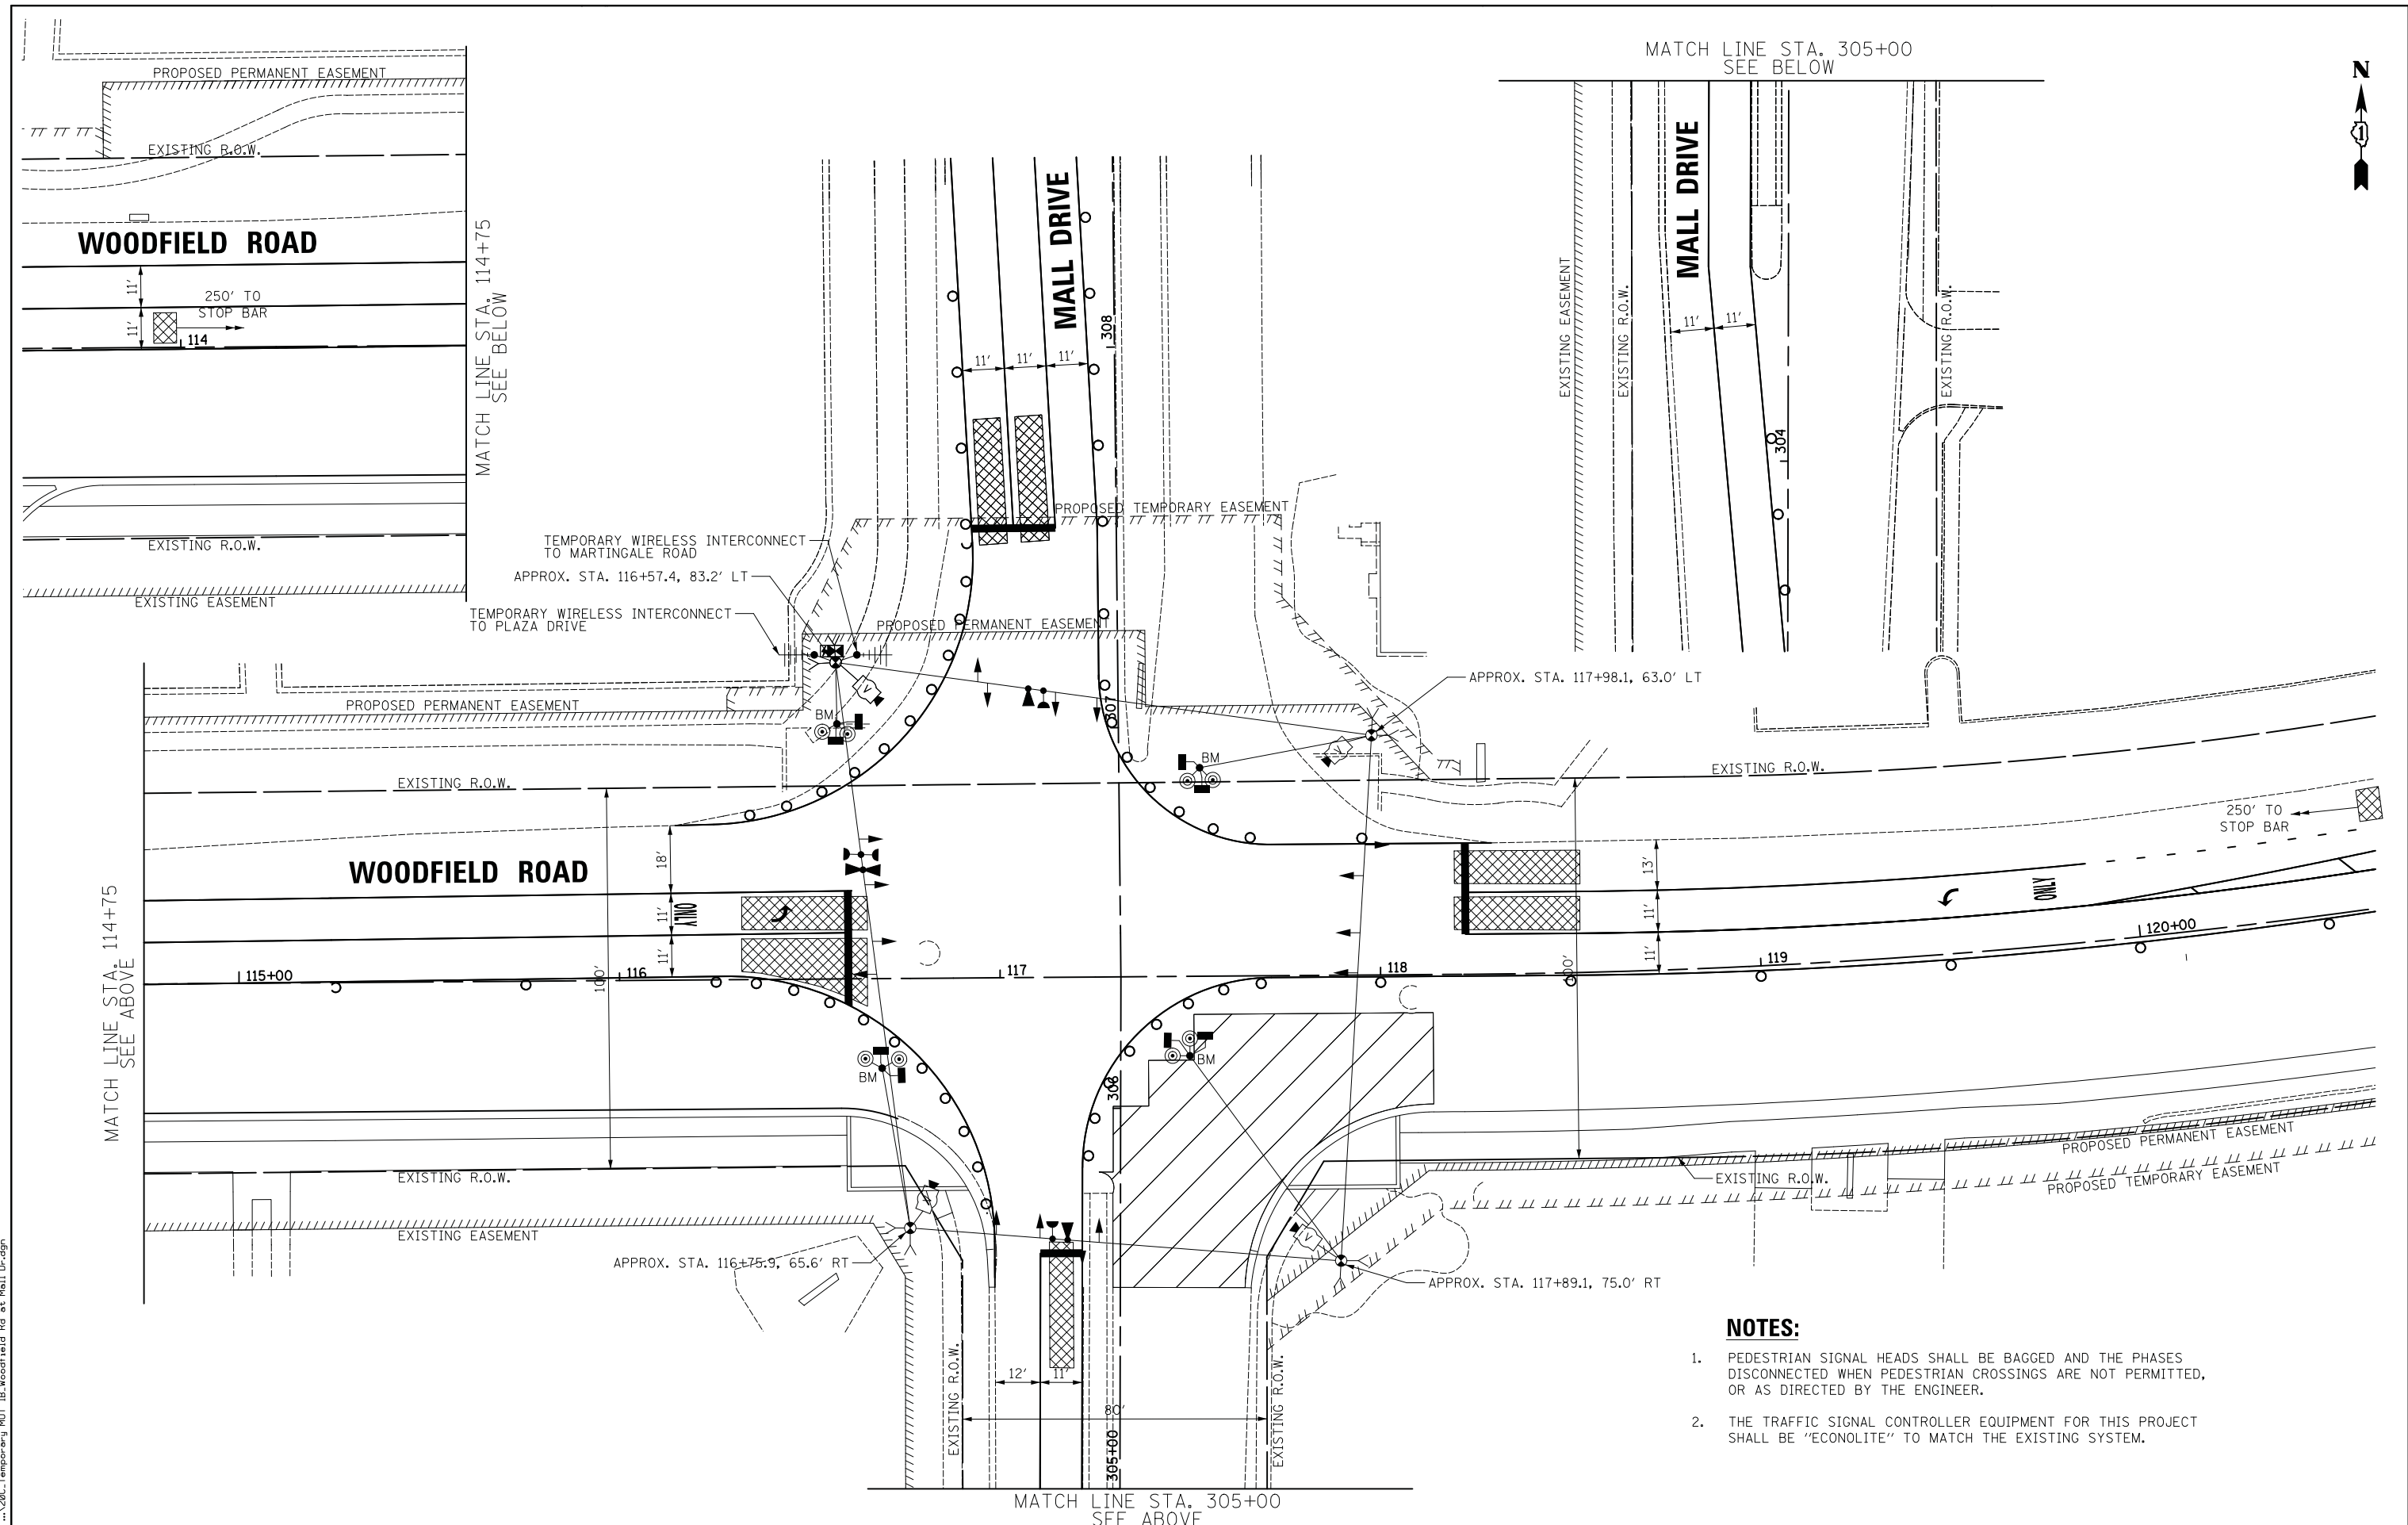 PROPOSED PERMANENT EASEMENT
EXISTING R.O.W.
WOODFIELD ROAD
11'
11'
250' TO
STOP BAR
114
EXISTING R.O.W.
EXISTING EASEMENT
MATCH LINE STA. 114+75
SEE BELOW
MATCH LINE STA. 305+00
SEE BELOW
N
1
MALL DRIVE
EXISTING EASEMENT
EXISTING R.O.W.
11'
11'
304
EXISTING R.O.W.
MALL DRIVE
308
11'
11'
11'
PROPOSED TEMPORARY EASEMENT
TEMPORARY WIRELESS INTERCONNECT
TO MARTINGALE ROAD
APPROX. STA. 116+57.4, 83.2' LT
TEMPORARY WIRELESS INTERCONNECT
TO PLAZA DRIVE
PROPOSED PERMANENT EASEMENT
PROPOSED PERMANENT EASEMENT
V
BM
307
V
BM
APPROX. STA. 117+98.1, 63.0' LT
EXISTING R.O.W.
EXISTING R.O.W.
250' TO
STOP BAR
WOODFIELD ROAD
18'
11'
11'
ONLY
100'
13'
11'
11'
100'
ONLY
MATCH LINE STA. 114+75
SEE ABOVE
115+00
116
117
118
119
120+00
BM
BM
306
EXISTING R.O.W.
EXISTING EASEMENT
V
V
APPROX. STA. 116+75.9, 65.6' RT
APPROX. STA. 117+89.1, 75.0' RT
EXISTING R.O.W.
PROPOSED PERMANENT EASEMENT
PROPOSED TEMPORARY EASEMENT
EXISTING R.O.W.
12'
11'
80'
305+00
EXISTING R.O.W.
MATCH LINE STA. 305+00
SEE ABOVE
NOTES:
1. PEDESTRIAN SIGNAL HEADS SHALL BE BAGGED AND THE PHASES
DISCONNECTED WHEN PEDESTRIAN CROSSINGS ARE NOT PERMITTED,
OR AS DIRECTED BY THE ENGINEER.
2. THE TRAFFIC SIGNAL CONTROLLER EQUIPMENT FOR THIS PROJECT
SHALL BE "ECONOLITE" TO MATCH THE EXISTING SYSTEM.